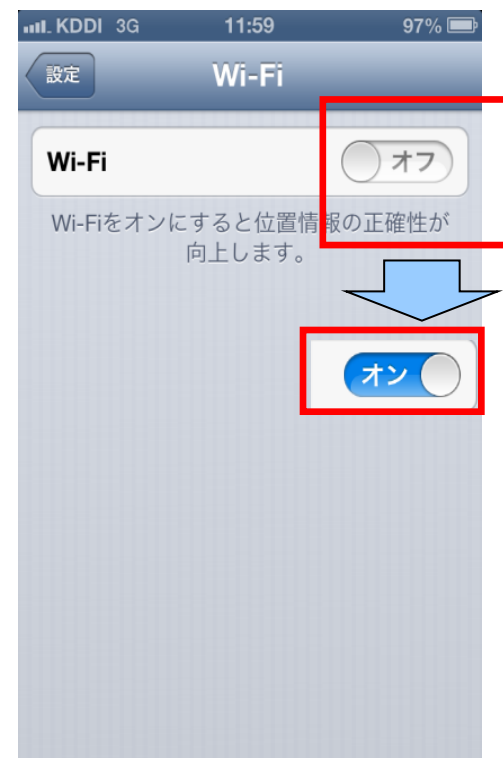 KDDI 3G 11:59 97%
設定 Wi-Fi
Wi-Fi オフ
Wi-Fiをオンにすると位置情報の正確性が
向上します。
オン